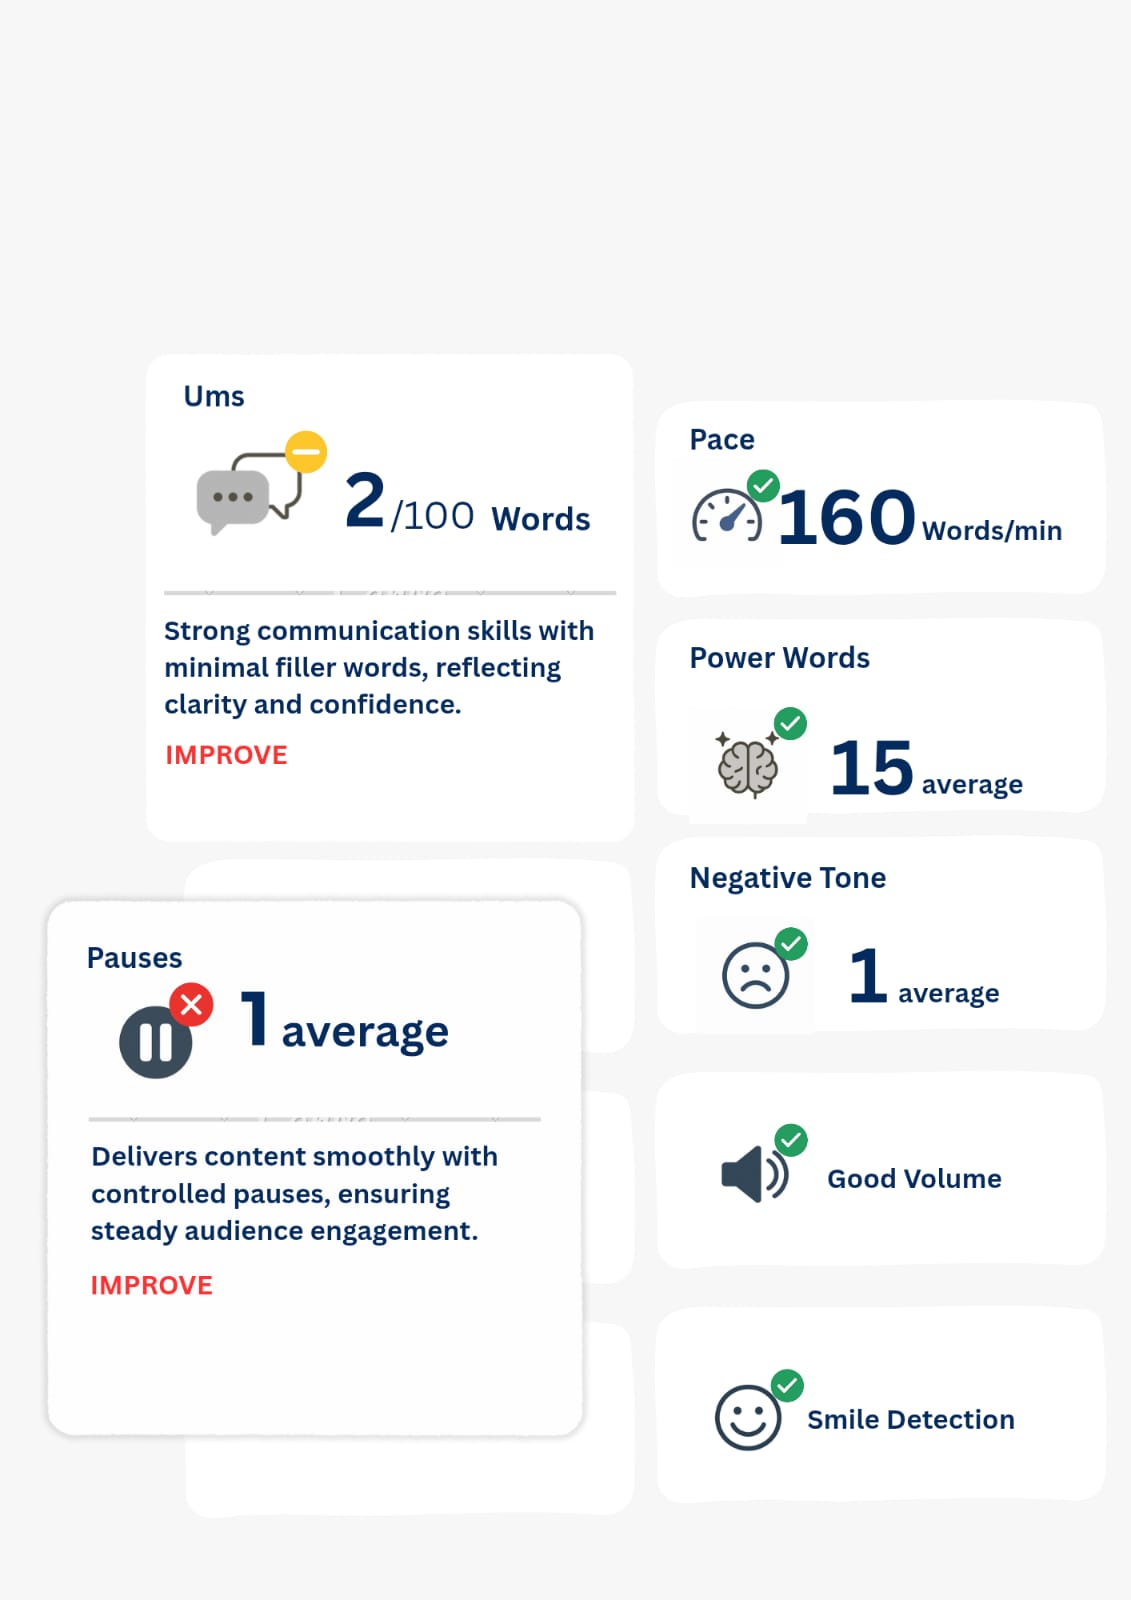 Ums
2/100 Words
Strong communication skills with
minimal filler words, reflecting
clarity and confidence.
IMPROVE
Pauses
1 average
Delivers content smoothly with
controlled pauses, ensuring
steady audience engagement.
IMPROVE
Pace
160 Words/min
Power Words
15 average
Negative Tone
1 average
Good Volume
Smile Detection